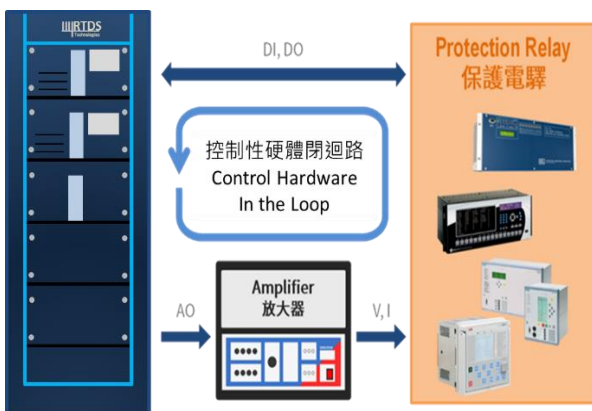 RTDS
Technologies
DI, DO
Protection Relay
保護電驛
控制性硬體閉迴路
Control Hardware
In the Loop
AO
Amplifier
放大器
V, I